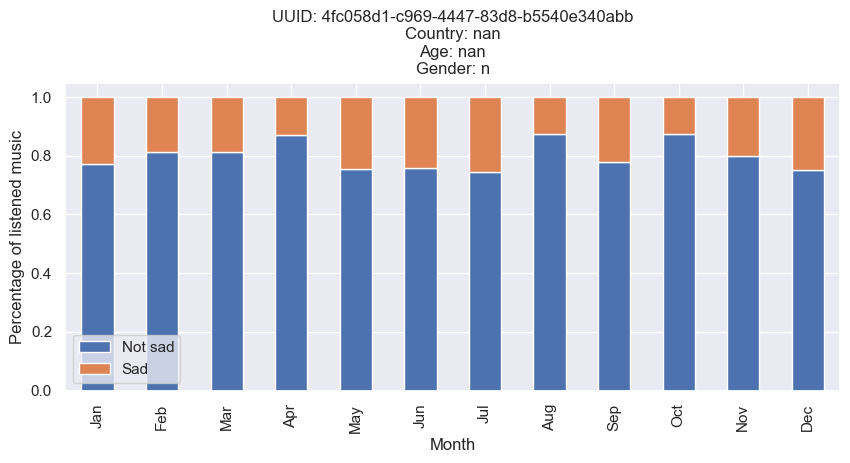 UUID: 4fc058d1-c969-4447-83d8-b5540e340abb
Country: nan
Age: nan
Gender: n
Percentage of listened music
1.0
0.8
0.6
0.4
0.2
0.0
Not sad
Sad
Jan
Feb
Mar
Apr
May
Jun
Jul
Aug
Sep
Oct
Nov
Dec
Month